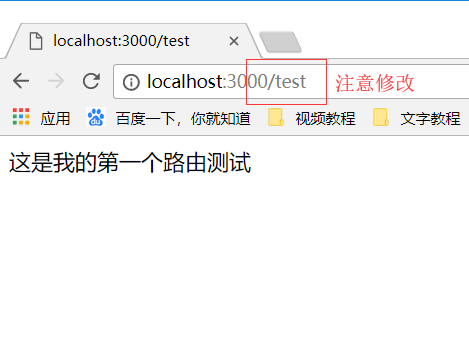 localhost:3000/test
localhost:3000/test 注意修改
应用 百度一下，你就知道 视频教程 文字教程
这是我的第一个路由测试